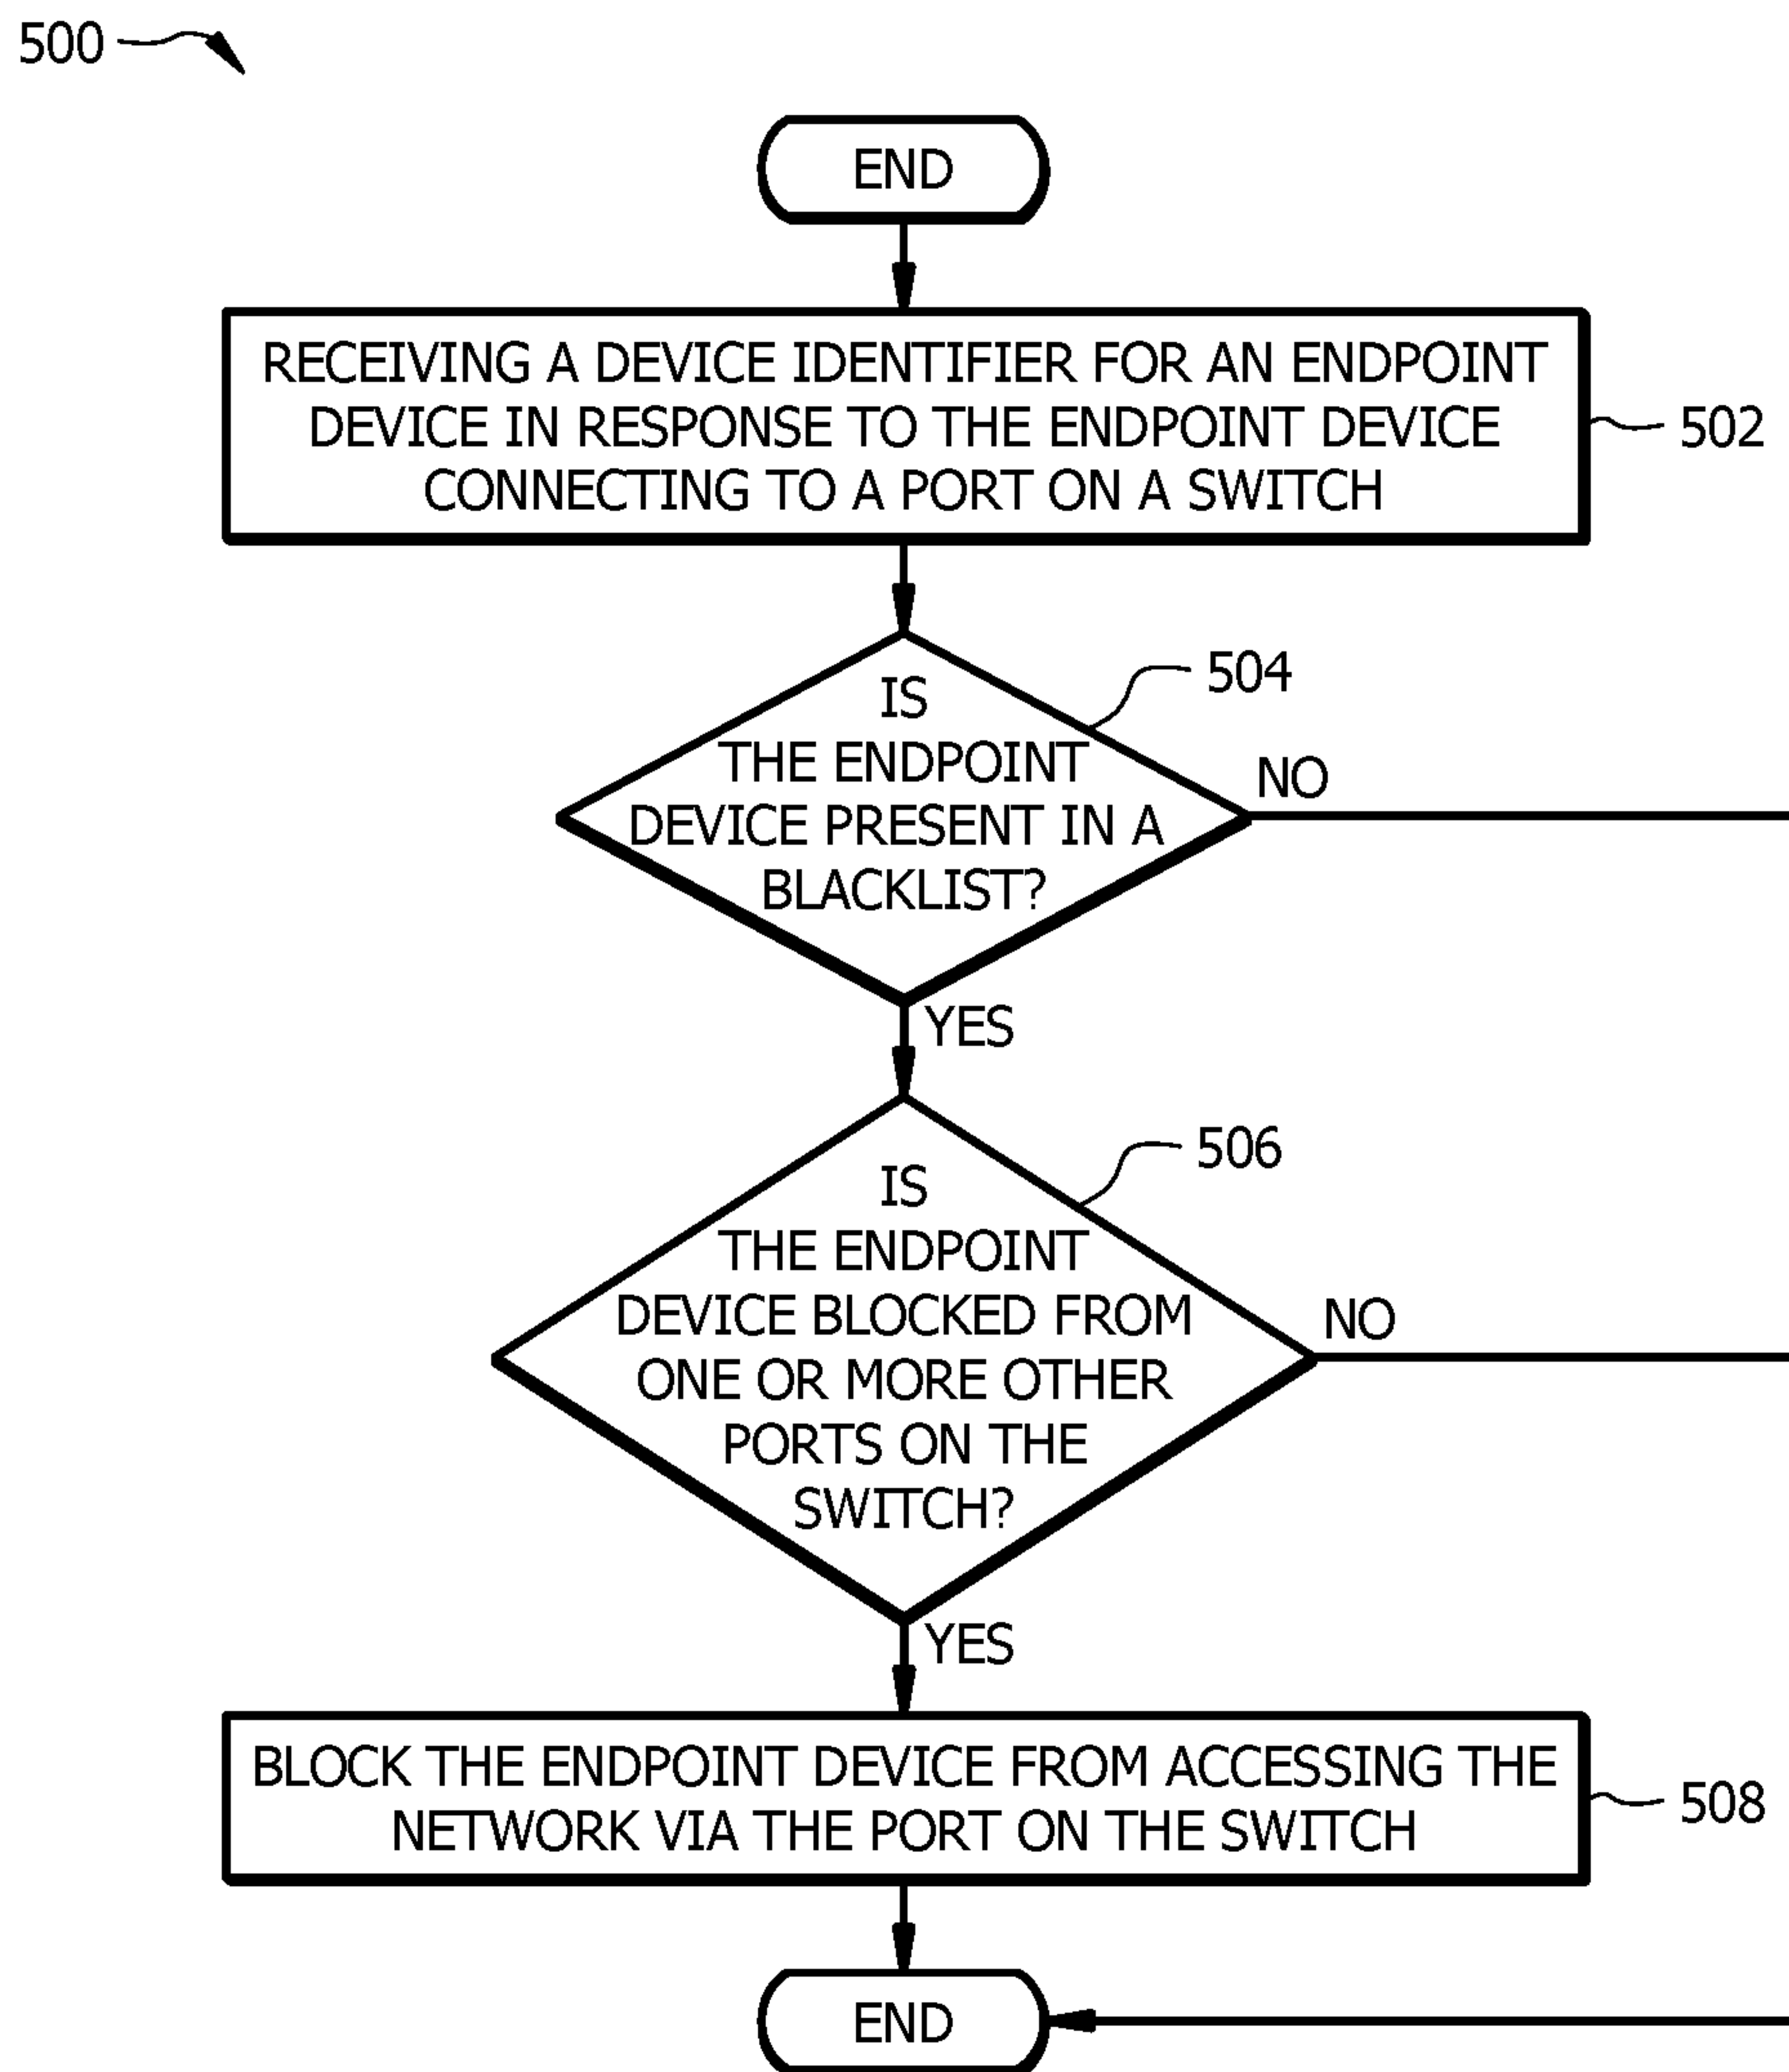 500
END
RECEIVING A DEVICE IDENTIFIER FOR AN ENDPOINT
DEVICE IN RESPONSE TO THE ENDPOINT DEVICE
CONNECTING TO A PORT ON A SWITCH
502
504
IS
THE ENDPOINT
DEVICE PRESENT IN A
BLACKLIST?
NO
YES
506
IS
THE ENDPOINT
DEVICE BLOCKED FROM
ONE OR MORE OTHER
PORTS ON THE
SWITCH?
NO
YES
BLOCK THE ENDPOINT DEVICE FROM ACCESSING THE
NETWORK VIA THE PORT ON THE SWITCH
508
END